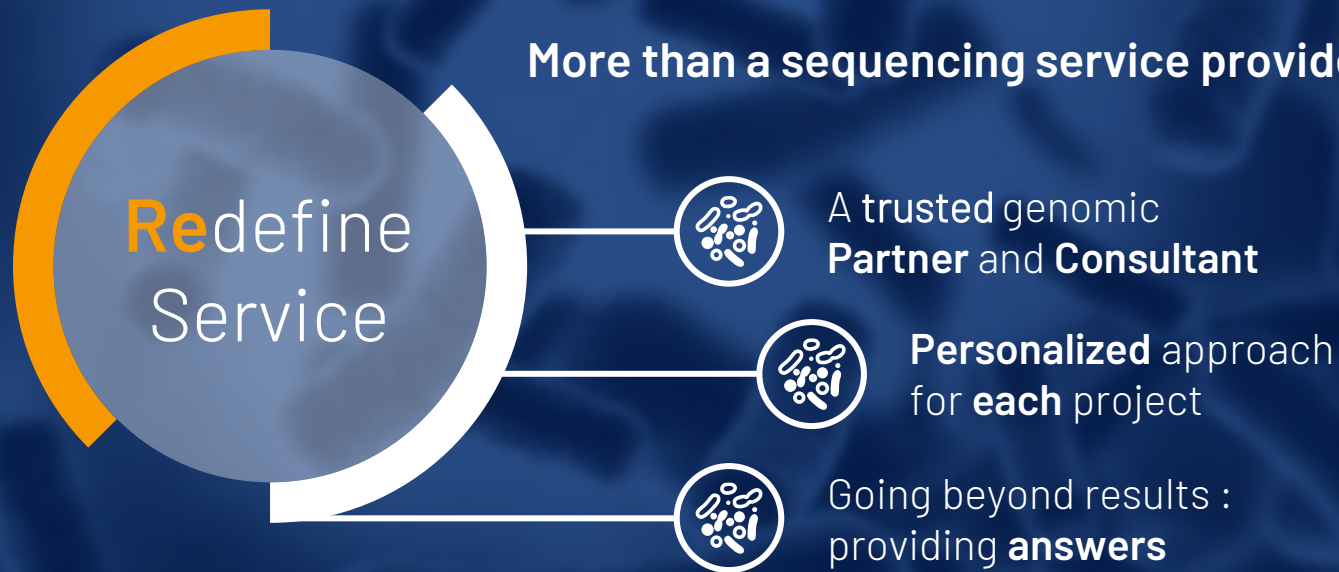 More than a sequencing service provide
Redefine
Service
A trusted genomic
Partner and Consultant
Personalized approach
for each project
Going beyond results :
providing answers